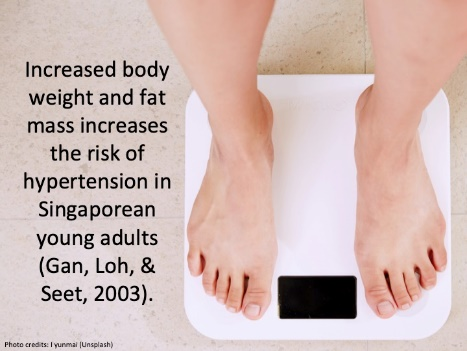 Increased body
weight and fat
mass increases
the risk of
hypertension in
Singaporean
young adults
(Gan, Loh, &
Seet, 2003).
Photo credits: I yunmai (Unsplash)